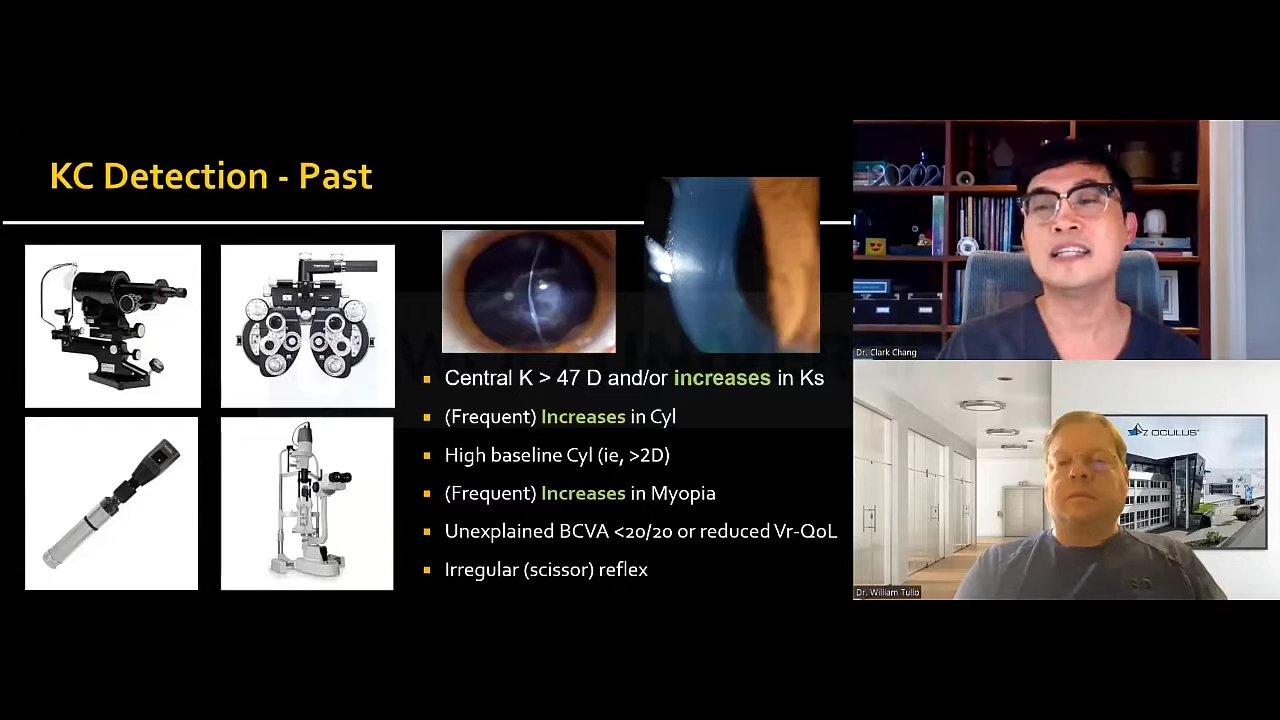 KC Detection - Past
Central K > 47 D and/or increases in Ks
(Frequent) Increases in Cyl
High baseline Cyl (ie, >2D)
(Frequent) Increases in Myopia
Unexplained BCVA <20/20 or reduced Vr-QoL
Irregular (scissor) reflex
Dr. Clark Chang
OCULUS®
Dr. William Tullo